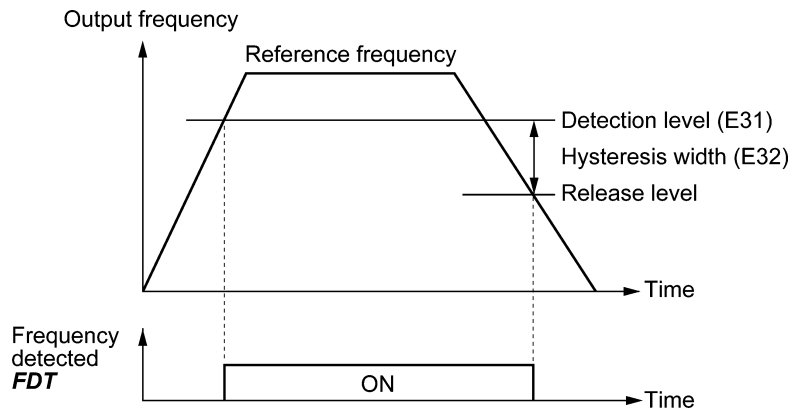 Output frequency
Reference frequency
Detection level (E31)
Hysteresis width (E32)
Release level
Time
Frequency
detected
FDT
ON
Time